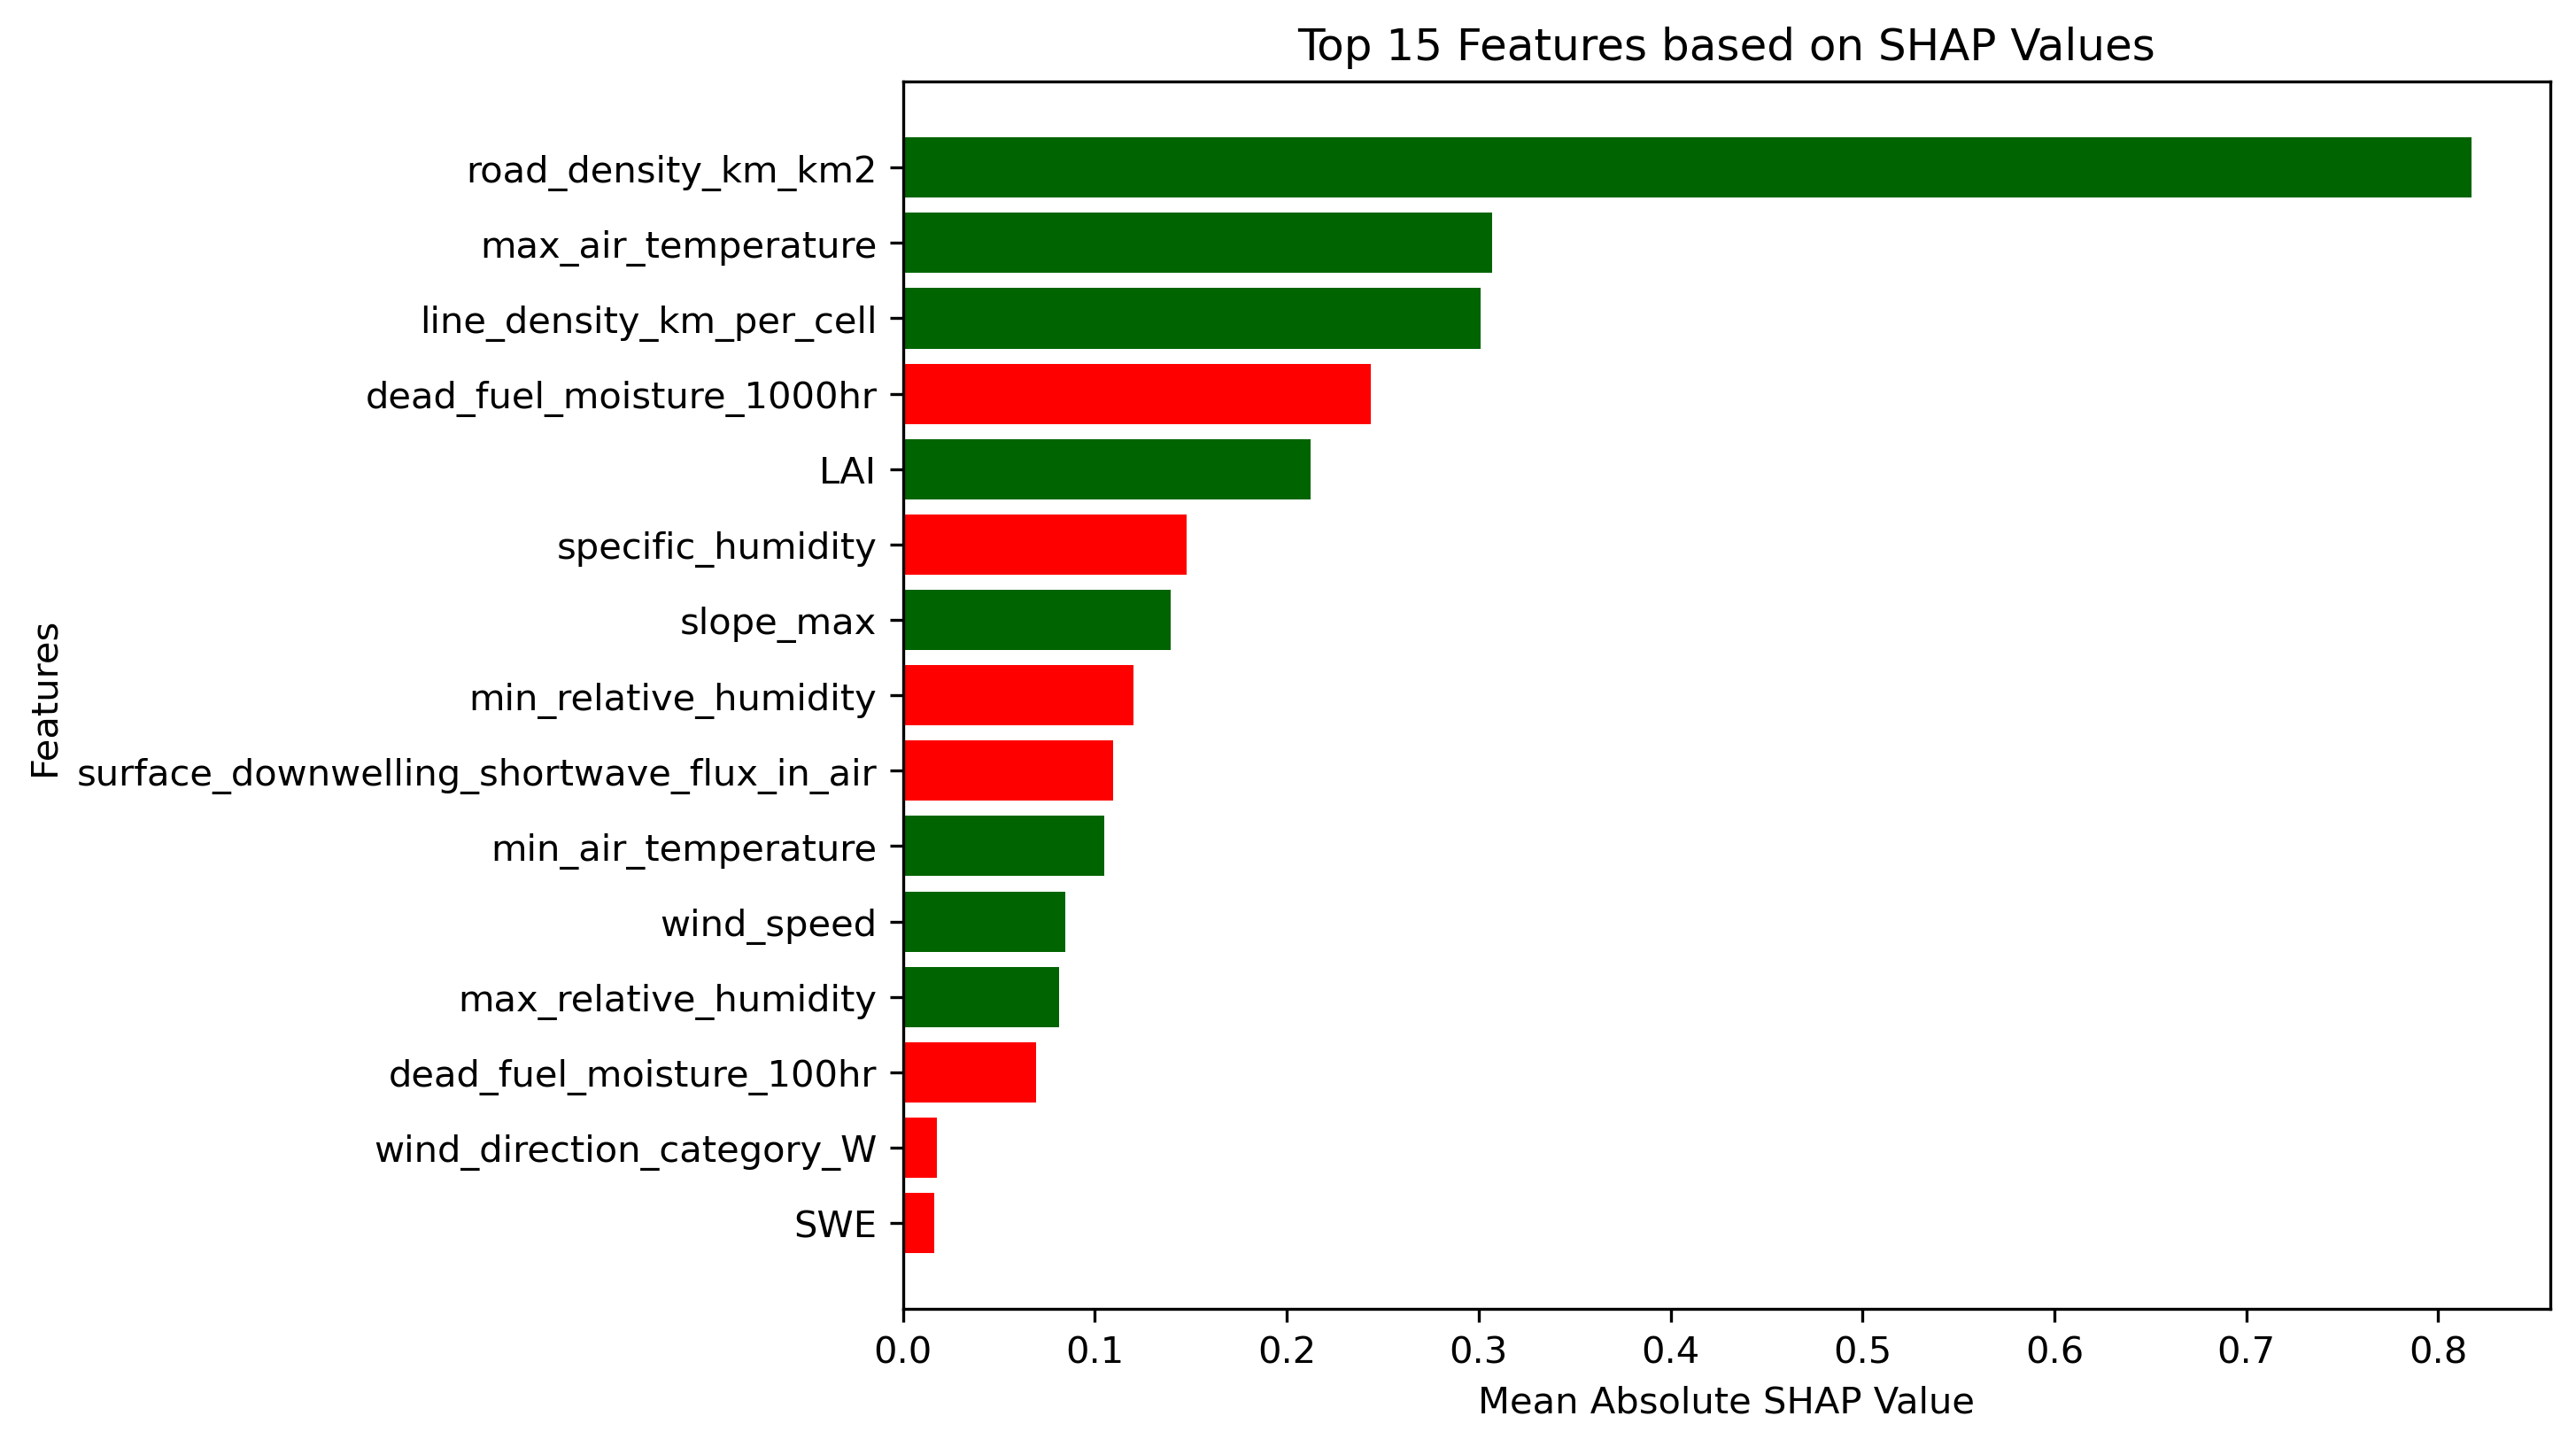 Top 15 Features based on SHAP Values
road_density_km_km2
max_air_temperature
line_density_km_per_cell
dead_fuel_moisture_1000hr
LAI
specific_humidity
slope_max
min_relative_humidity
surface_downwelling_shortwave_flux_in_air
min_air_temperature
wind_speed
max_relative_humidity
dead_fuel_moisture_100hr
wind_direction_category_W
SWE
Features
0.0 0.1 0.2 0.3 0.4 0.5 0.6 0.7 0.8
Mean Absolute SHAP Value